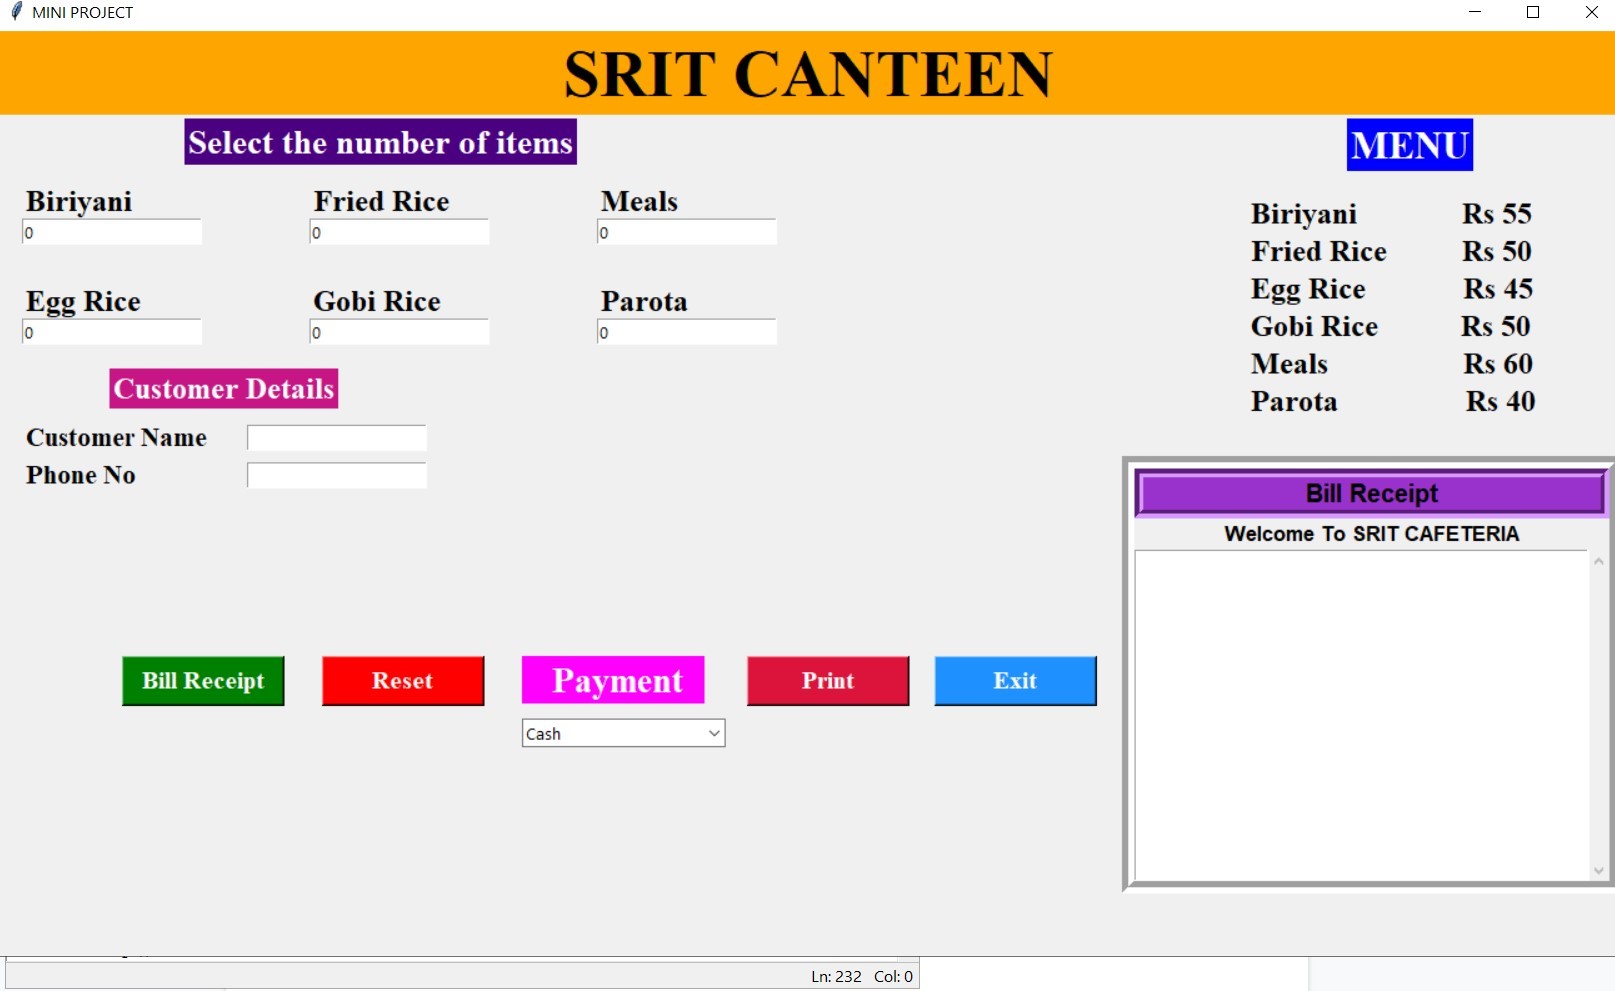 MINI PROJECT
SRIT CANTEEN
Select the number of items
Biriyani Fried Rice Meals
0 0 0
Egg Rice Gobi Rice Parota
0 0 0
Customer Details
Customer Name
Phone No
MENU
Biriyani Rs 55
Fried Rice Rs 50
Egg Rice Rs 45
Gobi Rice Rs 50
Meals Rs 60
Parota Rs 40
Bill Receipt
Welcome To SRIT CAFETERIA
Bill Receipt Reset Payment Print Exit
Cash
Ln: 232 Col: 0